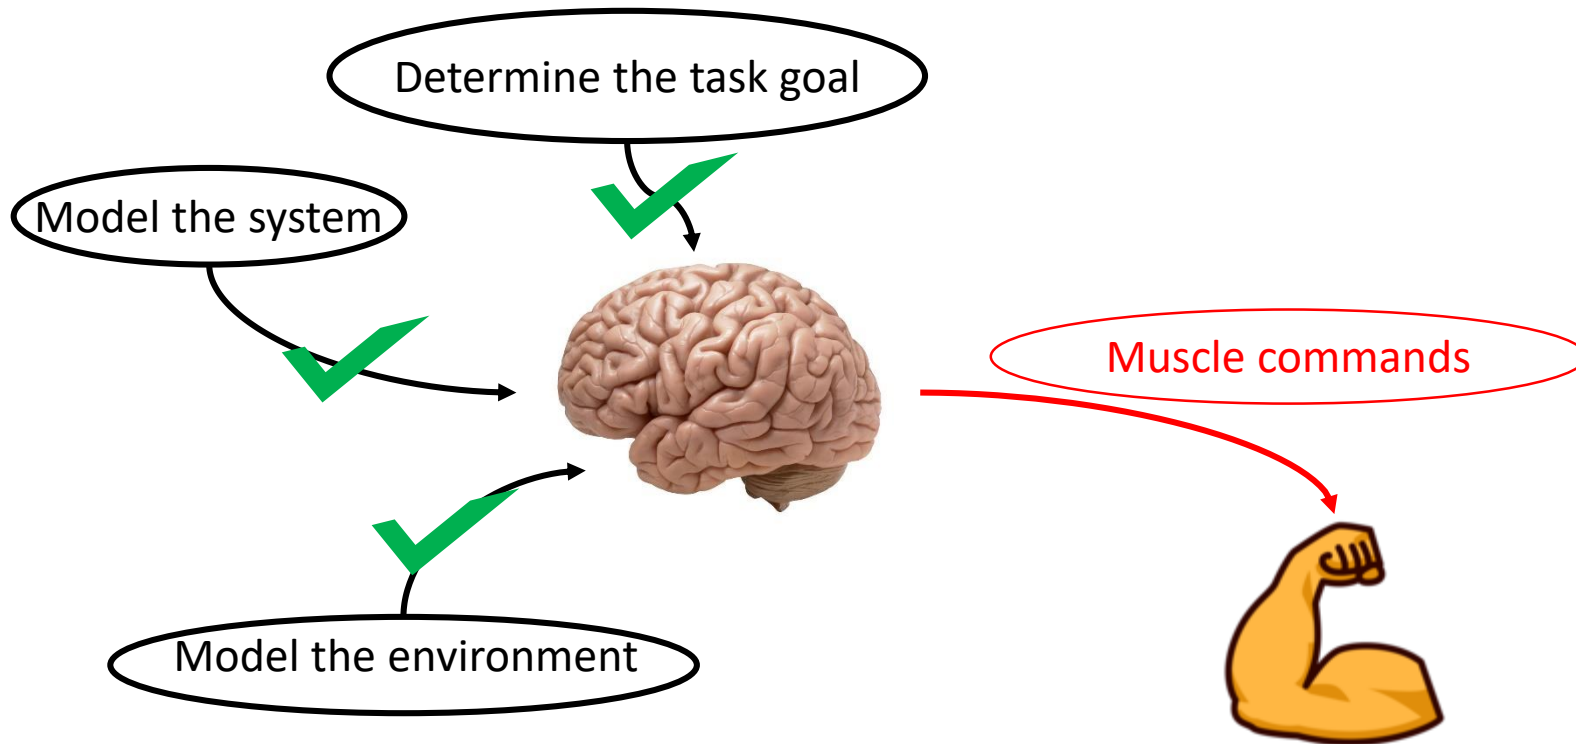 Determine the task goal
Model the system
Muscle commands
Model the environment